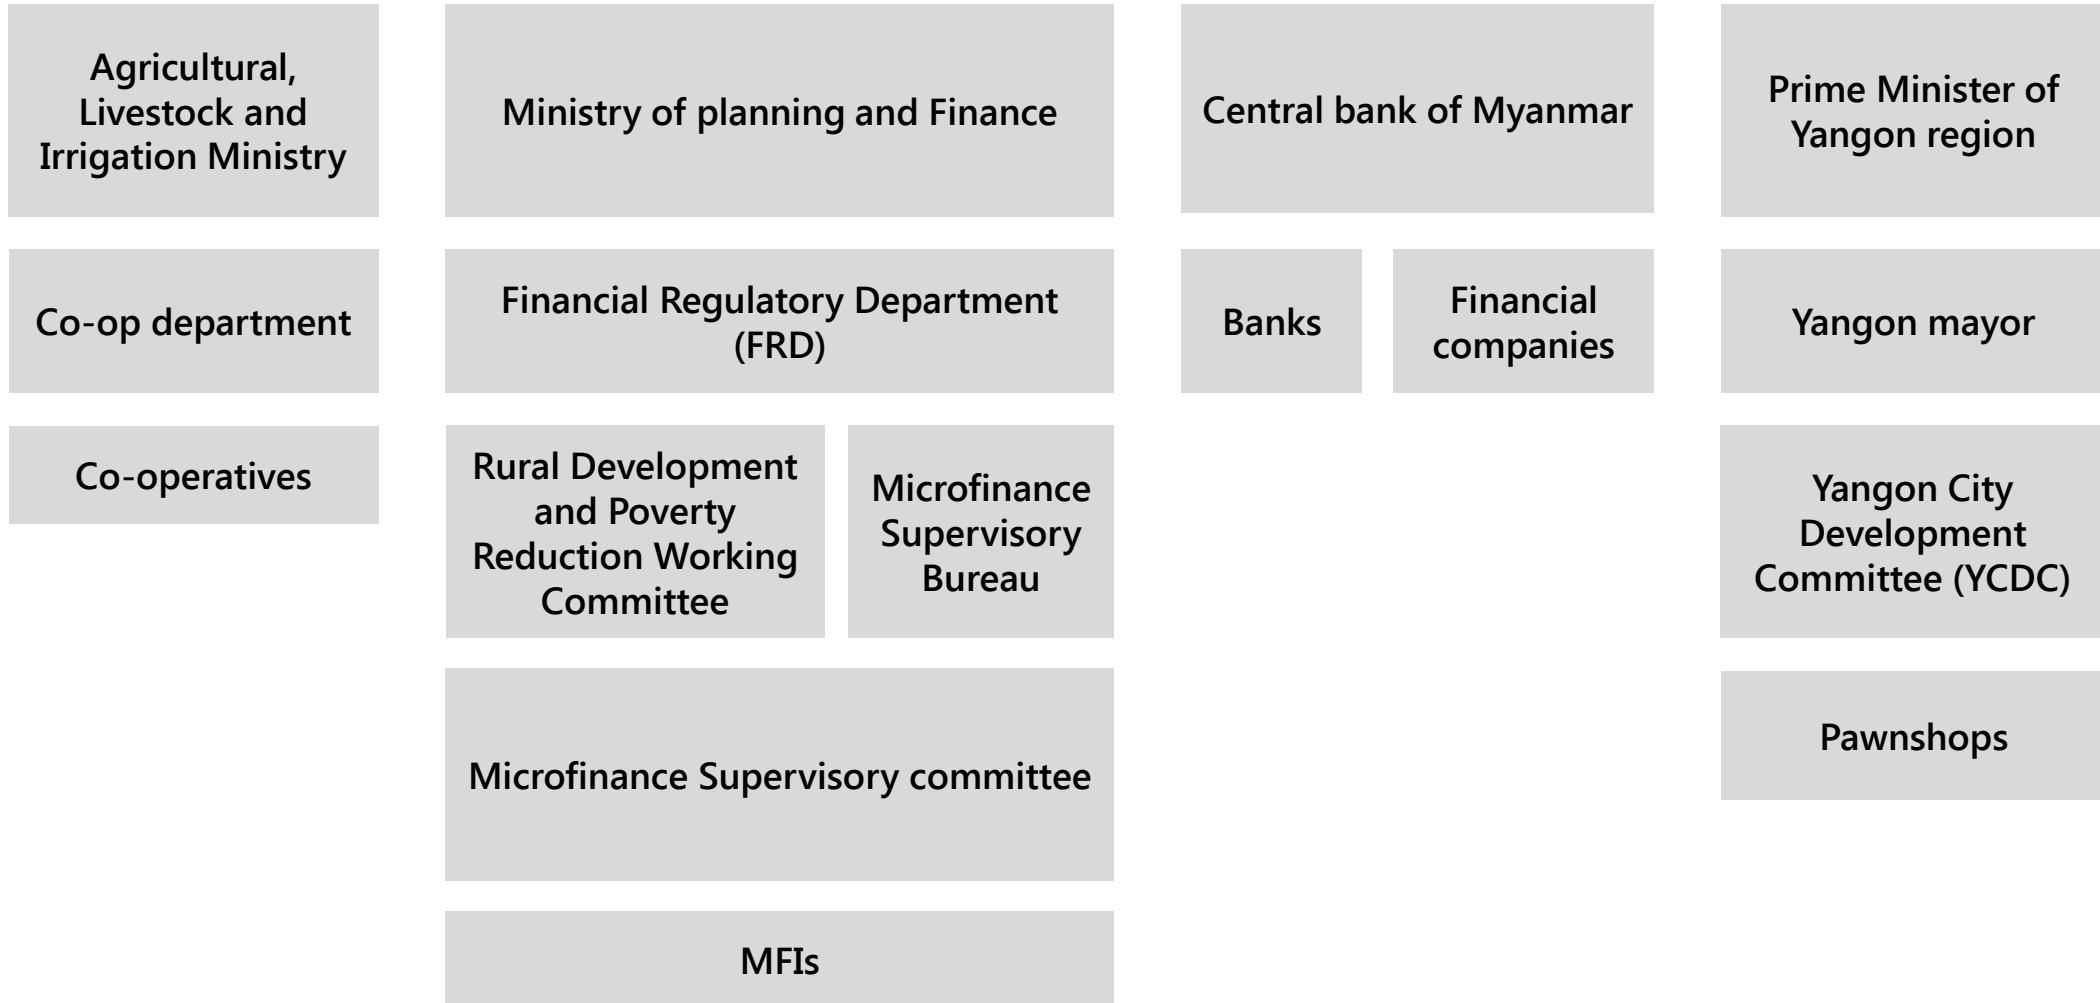 Agricultural,
Livestock and
Irrigation Ministry
Ministry of planning and Finance
Central bank of Myanmar
Prime Minister of
Yangon region
Co-op department
Financial Regulatory Department
(FRD)
Banks
Financial
companies
Yangon mayor
Co-operatives
Rural Development
and Poverty
Reduction Working
Committee
Microfinance
Supervisory
Bureau
Yangon City
Development
Committee (YCDC)
Microfinance Supervisory committee
Pawnshops
MFIs